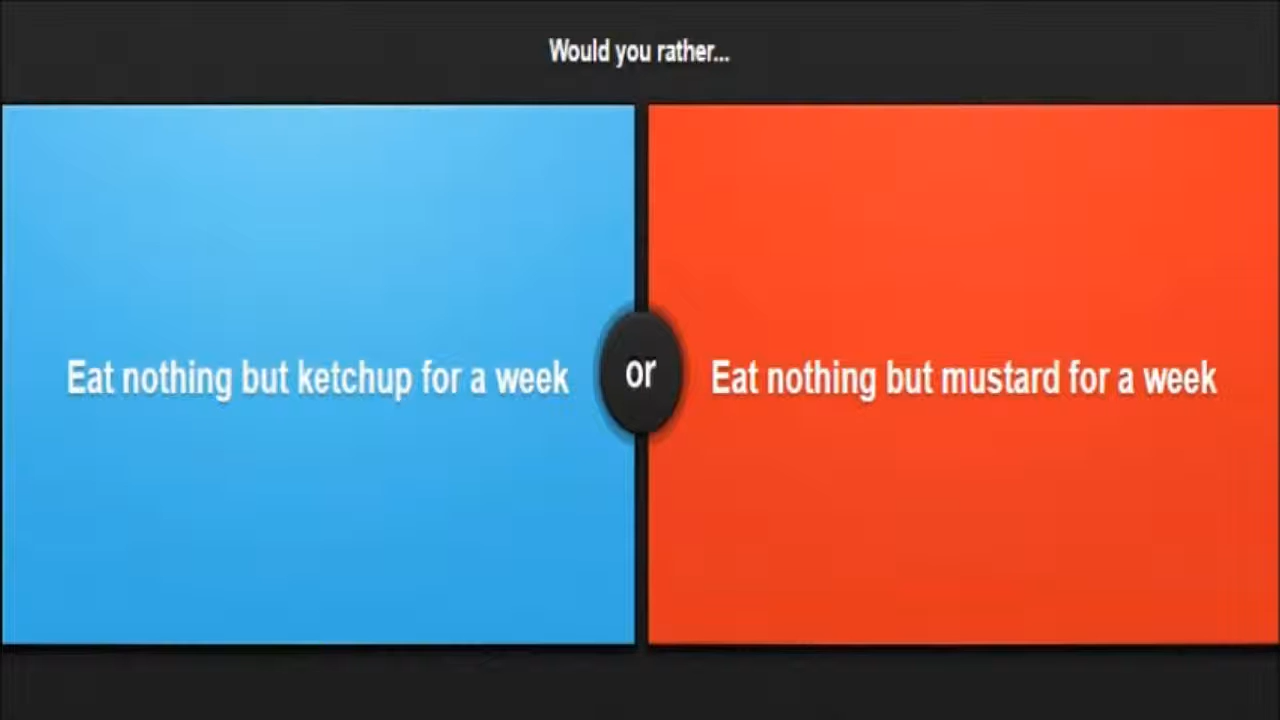 Would you rather...
Eat nothing but ketchup for a week
or
Eat nothing but mustard for a week